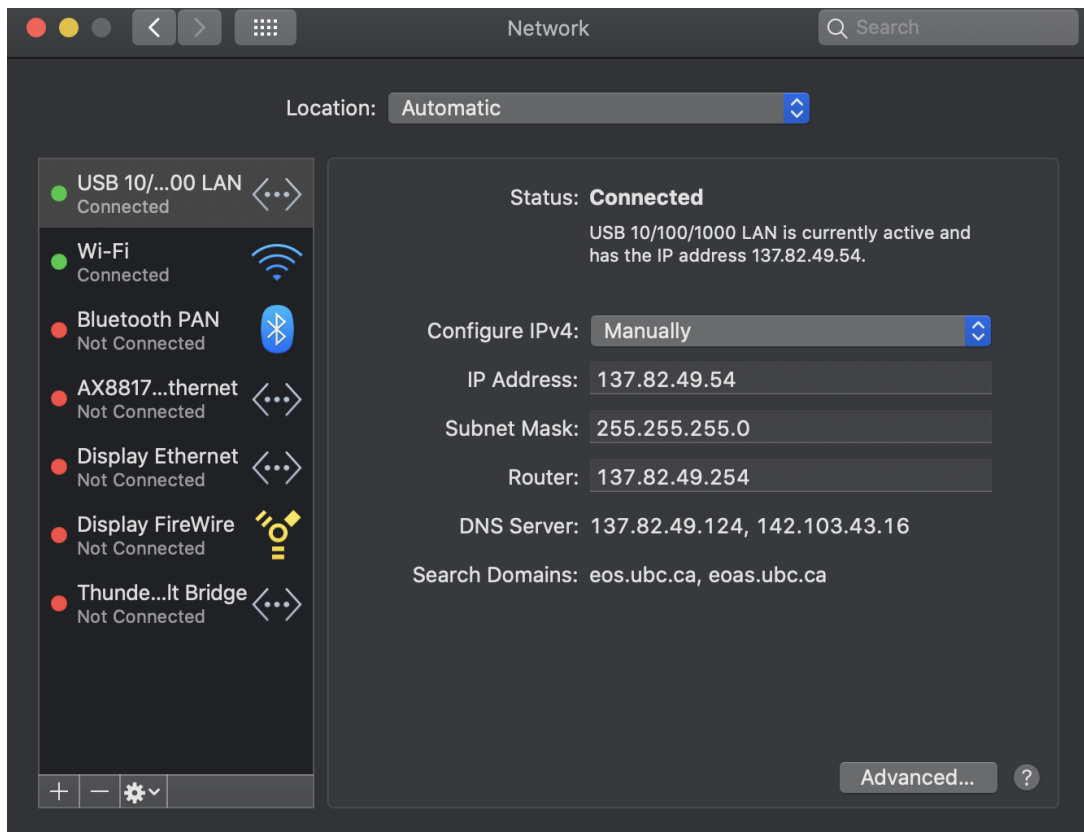 Network
Search
Location: Automatic
USB 10/...00 LAN
Connected
Wi-Fi
Connected
Bluetooth PAN
Not Connected
AX8817...thernet
Not Connected
Display Ethernet
Not Connected
Display FireWire
Not Connected
Thunde...lt Bridge
Not Connected
Status: Connected
USB 10/100/1000 LAN is currently active and
has the IP address 137.82.49.54.
Configure IPv4: Manually
IP Address: 137.82.49.54
Subnet Mask: 255.255.255.0
Router: 137.82.49.254
DNS Server: 137.82.49.124, 142.103.43.16
Search Domains: eos.ubc.ca, eoas.ubc.ca
Advanced...
?